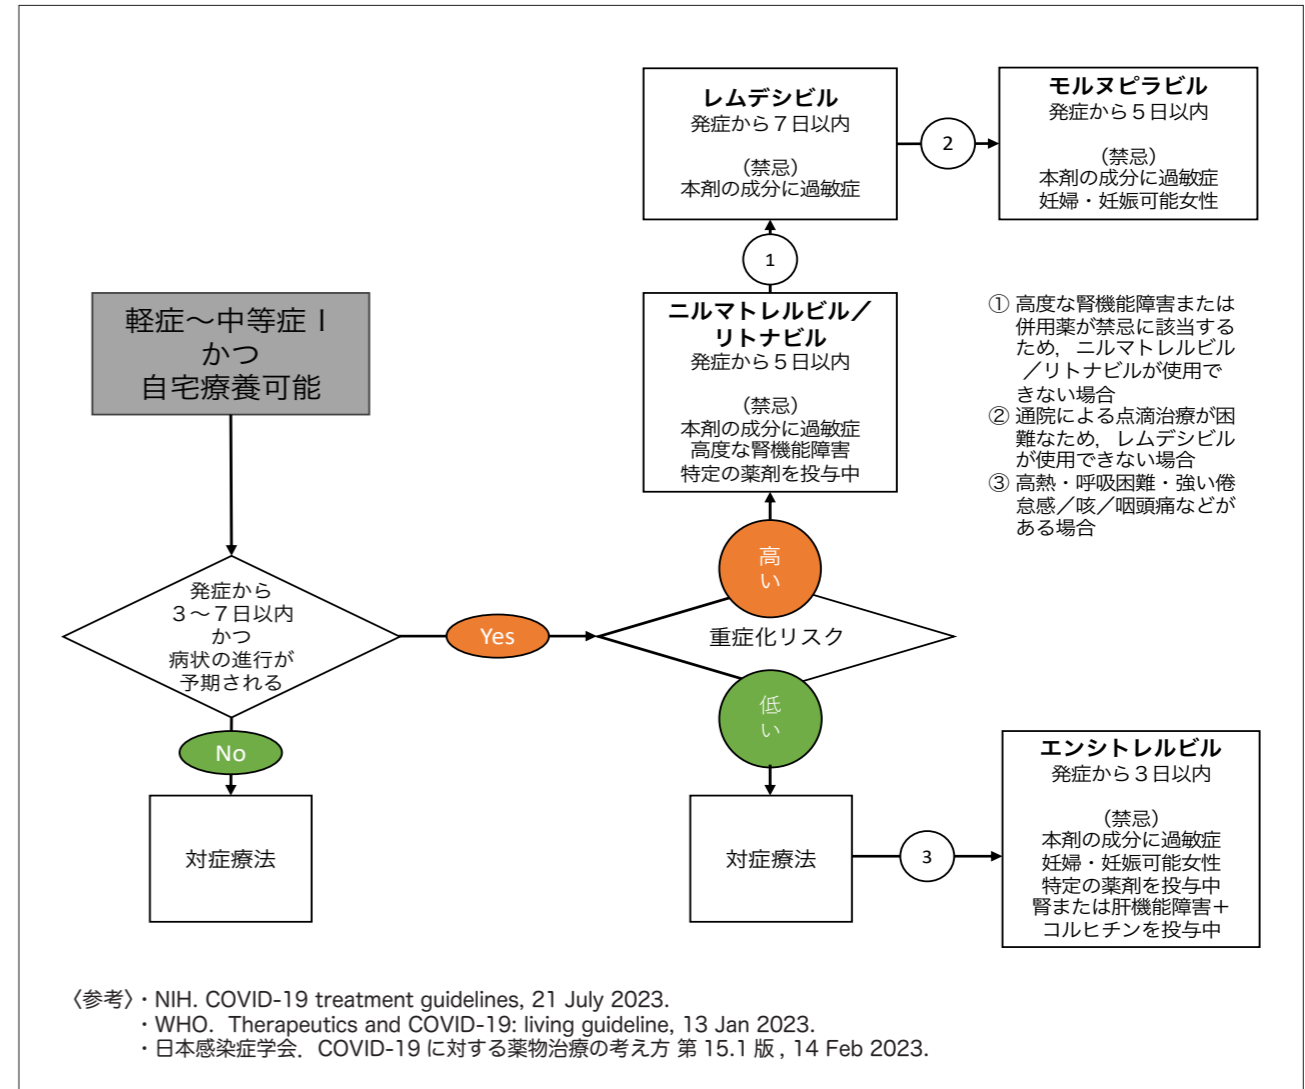 レムデシビル
発症から７日以内
（禁忌）
本剤の成分に過敏症
2
モルヌピラビル
発症から５日以内
（禁忌）
本剤の成分に過敏症
妊婦・妊娠可能女性
1
軽症～中等症Ⅰ
かつ
自宅療養可能
ニルマトレルビル／
リトナビル
発症から５日以内
（禁忌）
本剤の成分に過敏症
高度な腎機能障害
特定の薬剤を投与中
① 高度な腎機能障害または
併用薬が禁忌に該当する
ため，ニルマトレルビル
／リトナビルが使用で
きない場合
② 通院による点滴治療が困
難なため，レムデシビル
が使用できない場合
③ 高熱・呼吸困難・強い倦
怠感／咳／咽頭痛などが
ある場合
発症から
３～７日以内
かつ
病状の進行が
予期される
Yes
高
い
重症化リスク
低
い
No
対症療法
対症療法
3
エンシトレルビル
発症から３日以内
（禁忌）
本剤の成分に過敏症
妊婦・妊娠可能女性
特定の薬剤を投与中
腎または肝機能障害＋
コルヒチンを投与中
〈参考〉・NIH. COVID-19 treatment guidelines, 21 July 2023.
・WHO. Therapeutics and COVID-19: living guideline, 13 Jan 2023.
・日本感染症学会．COVID-19 に対する薬物治療の考え方 第 15.1 版 , 14 Feb 2023.